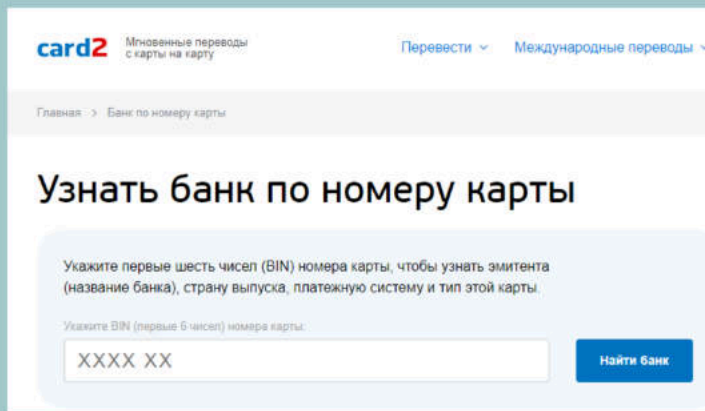 card2
Мгновенные переводы
с карты на карту
Перевести
Международные переводы
Главная > Банк по номеру карты
Узнать банк по номеру карты
Укажите первые шесть чисел (BIN) номера карты, чтобы узнать эмитента
(название банка), страну выпуска, платежную систему и тип этой карты.
Укажите BIN (первые 6 чисел) номера карты:
XXXX XX
Найти банк